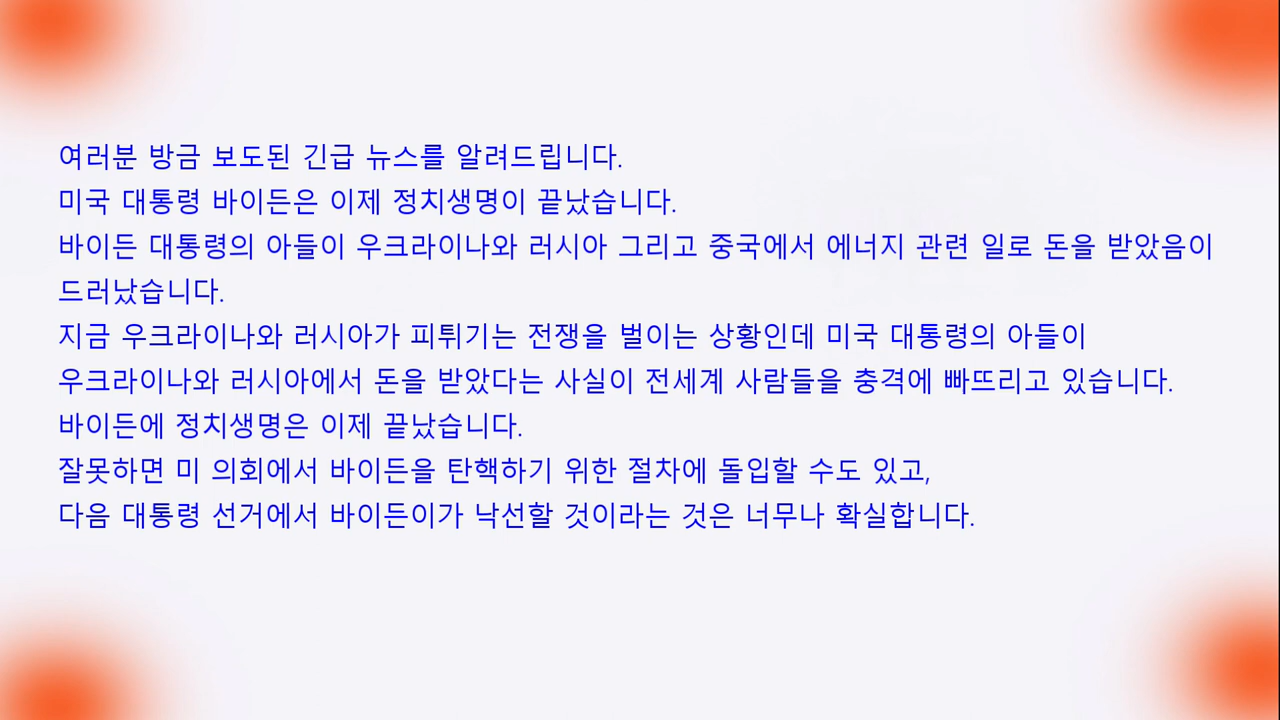 여러분 방금 보도된 긴급 뉴스를 알려드립니다.
미국 대통령 바이든은 이제 정치생명이 끝났습니다.
바이든 대통령의 아들이 우크라이나와 러시아 그리고 중국에서 에너지 관련 일로 돈을 받았음이
드러났습니다.
지금 우크라이나와 러시아가 피튀기는 전쟁을 벌이는 상황인데 미국 대통령의 아들이
우크라이나와 러시아에서 돈을 받았다는 사실이 전세계 사람들을 충격에 빠뜨리고 있습니다.
바이든에 정치생명은 이제 끝났습니다.
잘못하면 미 의회에서 바이든을 탄핵하기 위한 절차에 돌입할 수도 있고,
다음 대통령 선거에서 바이든이가 낙선할 것이라는 것은 너무나 확실합니다.